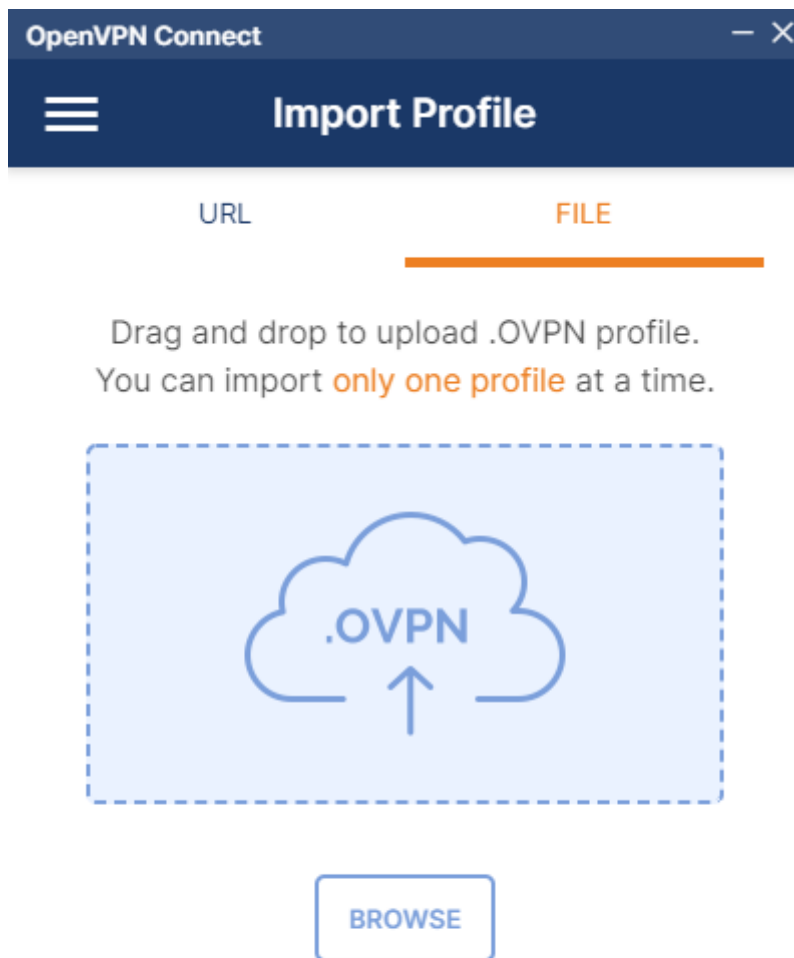 OpenVPN Connect
Import Profile
URL
FILE
Drag and drop to upload .OVPN profile.
You can import only one profile at a time.
.OVPN
BROWSE